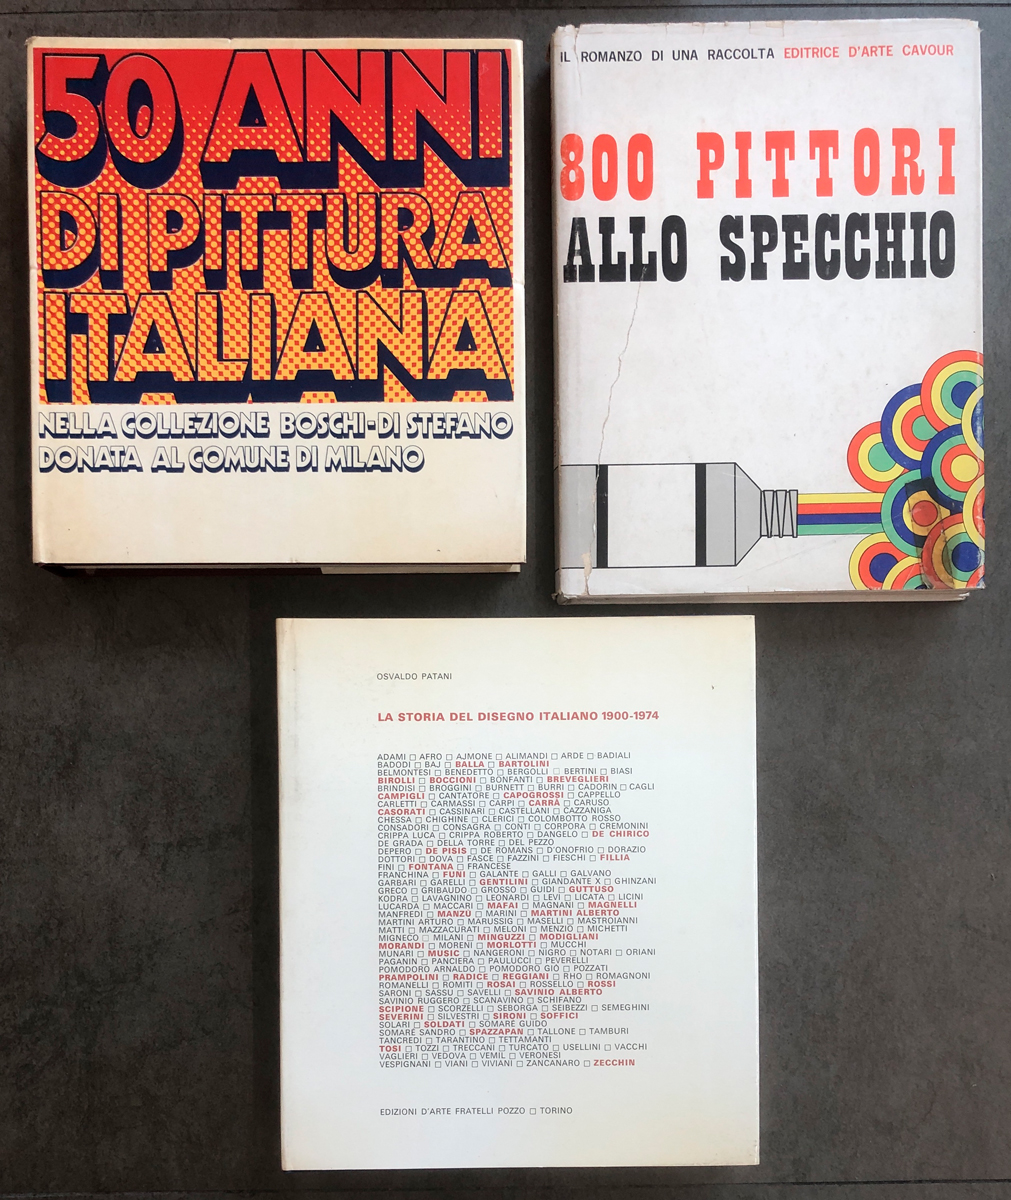 50 ANNI
DI PITTURA
ITALIANA
NELLA COLLEZIONE BOSCHI-DI STEFANO
DONATA AL COMUNE DI MILANO
IL ROMANZO DI UNA RACCOLTA EDITRICE D'ARTE CAVOUR
800 PITTORI
ALLO SPECCHIO
OSVALDO PATANI
LA STORIA DEL DISEGNO ITALIANO 1900-1974
ADAMI □ AFRO □ AJMONE □ ALIMANDI □ ARDE □ BADIALI
BADODI □ BAJ □ BALLA □ BARTOLINI
BELMONTESI □ BENEDETTO □ BERGOLLI □ BERTINI □ BIASI
BIROLLI □ BOCCIONI □ BONFANTI □ BREVEGLIERI
BRINDISI □ BROGGINI □ BURNETT □ BURRI □ CADORIN □ CAGLI
CAMPIGLI □ CANTATORE □ CAPOGROSSI □ CAPPELLO
CARLETTI □ CARMASSI □ CARPI □ CARRÀ □ CARUSO
CASORATI □ CASSINARI □ CASTELLANI □ CAZZANIGA
CHESSA □ CHIGHINE □ CLERICI □ COLOMBOTTO ROSSO
CONSADORI □ CONSAGRA □ CONTI □ CORPORA □ CREMONINI
CRIPPA LUCA □ CRIPPA ROBERTO □ DANGELO □ DE CHIRICO
DE GRADA □ DELLA TORRE □ DEL PEZZO
DEPERO □ DE PISIS □ DE ROMANS □ D'ONOFRIO □ DORAZIO
DOTTORI □ DOVA □ FASCE □ FAZZINI □ FIESCHI □ FILLIA
FINI □ FONTANA □ FRANCESE
FRANCHINA □ FUNI □ GALANTE □ GALLI □ GALVANO
GARBARI □ GARELLI □ GENTILINI □ GIANDANTE X □ GHINZANI
GRECO □ GRIBAUDO □ GROSSO □ GUIDI □ GUTTUSO
KODRA □ LAVAGNINO □ LEONARDI □ LEVI □ LICATA □ LICINI
LUCARDA □ MACCARI □ MAFAI □ MAGNANI □ MAGNELLI
MANFREDI □ MANZÙ □ MARINI □ MARTINI ALBERTO
MARTINI ARTURO □ MARUSSIG □ MASELLI □ MASTROIANNI
MATTI □ MAZZACURATI □ MELONI □ MENZIO □ MICHETTI
MIGNECO □ MILANI □ MINGUZZI □ MODIGLIANI
MORANDI □ MORENI □ MORLOTTI □ MUCCHI
MUNARI □ MUSIC □ NANGERONI □ NIGRO □ NOTARI □ ORIANI
PAGANIN □ PANCIERA □ PAULUCCI □ PEVERELLI
POMODORO ARNALDO □ POMODORO GIÒ □ POZZATI
PRAMPOLINI □ RADICE □ REGGIANI □ RHO □ ROMAGNONI
ROMANELLI □ ROMITI □ ROSAI □ ROSSELLO □ ROSSI
SARONI □ SASSU □ SAVELLI □ SAVINIO ALBERTO
SAVINIO RUGGERO □ SCANAVINO □ SCHIFANO
SCIPIONE □ SCORZELLI □ SEBORGA □ SEIBEZZI □ SEMEGHINI
SEVERINI □ SILVESTRI □ SIRONI □ SOFFICI
SOLARI □ SOLDATI □ SOMARÉ GUIDO
SOMARÉ SANDRO □ SPAZZAPAN □ TALLONE □ TAMBURI
TANCREDI □ TARANTINO □ TETTAMANTI
TOSI □ TOZZI □ TRECCANI □ TURCATO □ USELLINI □ VACCHI
VAGLIERI □ VEDOVA □ VEMIL □ VERONESI
VESPIGNANI □ VIANI □ VIVIANI □ ZANCANARO □ ZECCHIN
EDIZIONI D'ARTE FRATELLI POZZO □ TORINO